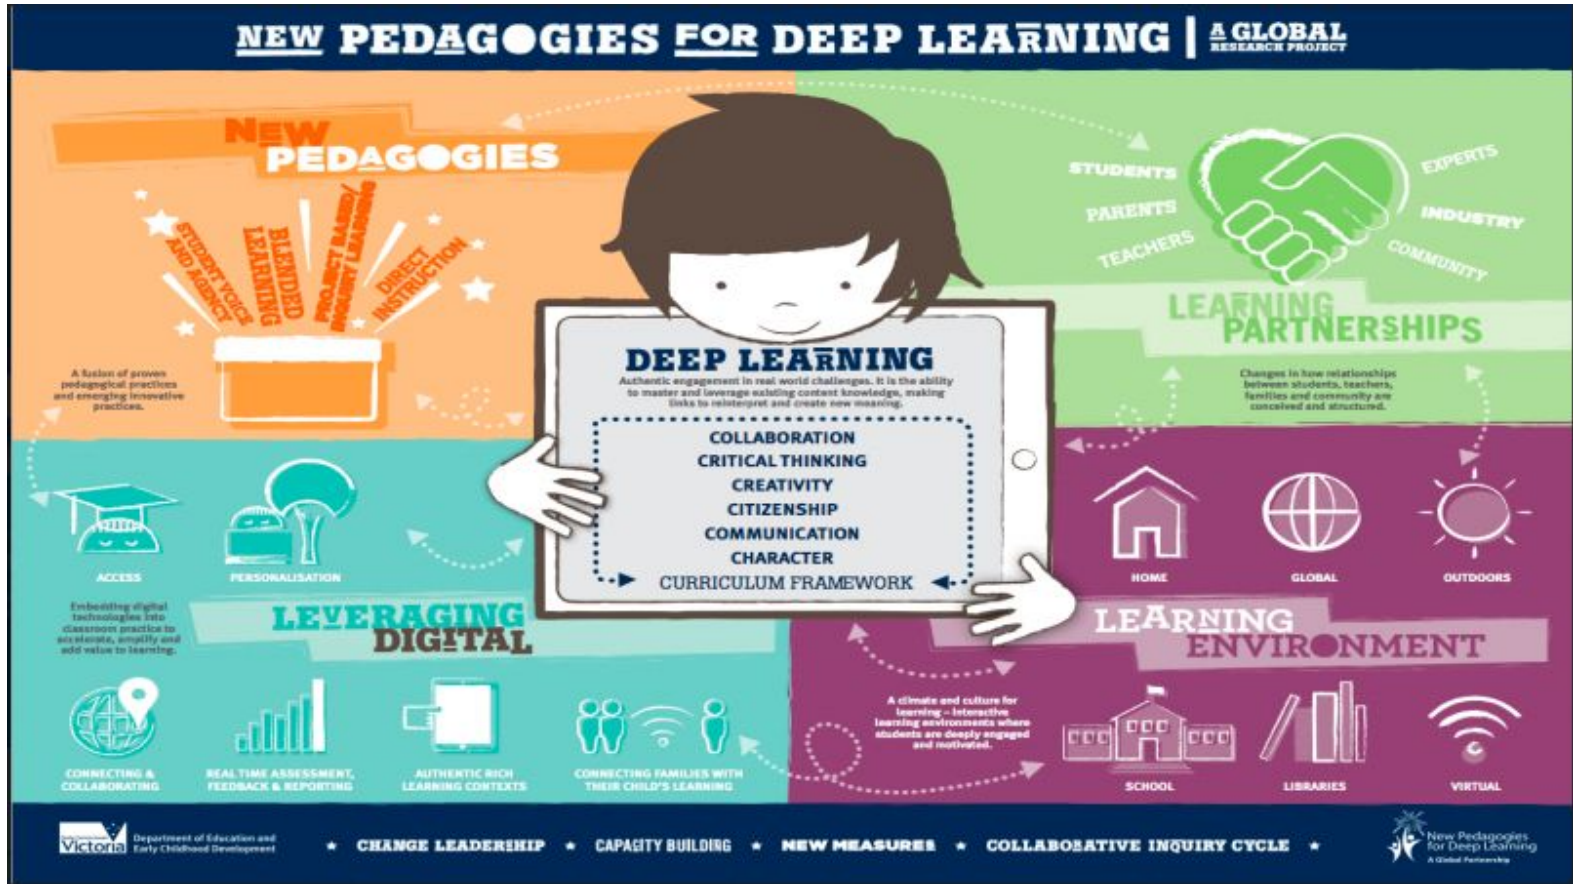 NEW PEDAGOGIES FOR DEEP LEARNING | A GLOBAL
RESEARCH PROJECT
NEW
PEDAGOGIES
STUDENT VOICE
AND AGENCY
BLENDED
LEARNING
PROJECT BASED/
INQUIRY LEARNING
DIRECT
INSTRUCTION
A fusion of proven
pedagogical practices
and emerging innovative
practices.
STUDENTS
PARENTS
TEACHERS
EXPERTS
INDUSTRY
COMMUNITY
LEARNING
PARTNERSHIPS
Changes in how relationships
between students, teachers,
families and community are
conceived and structured.
DEEP LEARNING
Authentic engagement in real world challenges. It is the ability
to master and leverage existing content knowledge, making
links to reinterpret and create new meaning.
COLLABORATION
CRITICAL THINKING
CREATIVITY
CITIZENSHIP
COMMUNICATION
CHARACTER
CURRICULUM FRAMEWORK
ACCESS
PERSONALISATION
Embedding digital
technologies into
classroom practice to
accelerate, amplify and
add value to learning.
LEVERAGING
DIGITAL
CONNECTING &
COLLABORATING
REAL TIME ASSESSMENT,
FEEDBACK & REPORTING
AUTHENTIC RICH
LEARNING CONTEXTS
CONNECTING FAMILIES WITH
THEIR CHILD'S LEARNING
HOME
GLOBAL
OUTDOORS
LEARNING
ENVIRONMENT
A climate and culture for
learning – interactive
learning environments where
students are deeply engaged
and motivated.
SCHOOL
LIBRARIES
VIRTUAL
Victoria
Department of Education and
Early Childhood Development
★ CHANGE LEADERSHIP ★ CAPACITY BUILDING ★ NEW MEASURES ★ COLLABORATIVE INQUIRY CYCLE ★
New Pedagogies
for Deep Learning
A Global Partnership